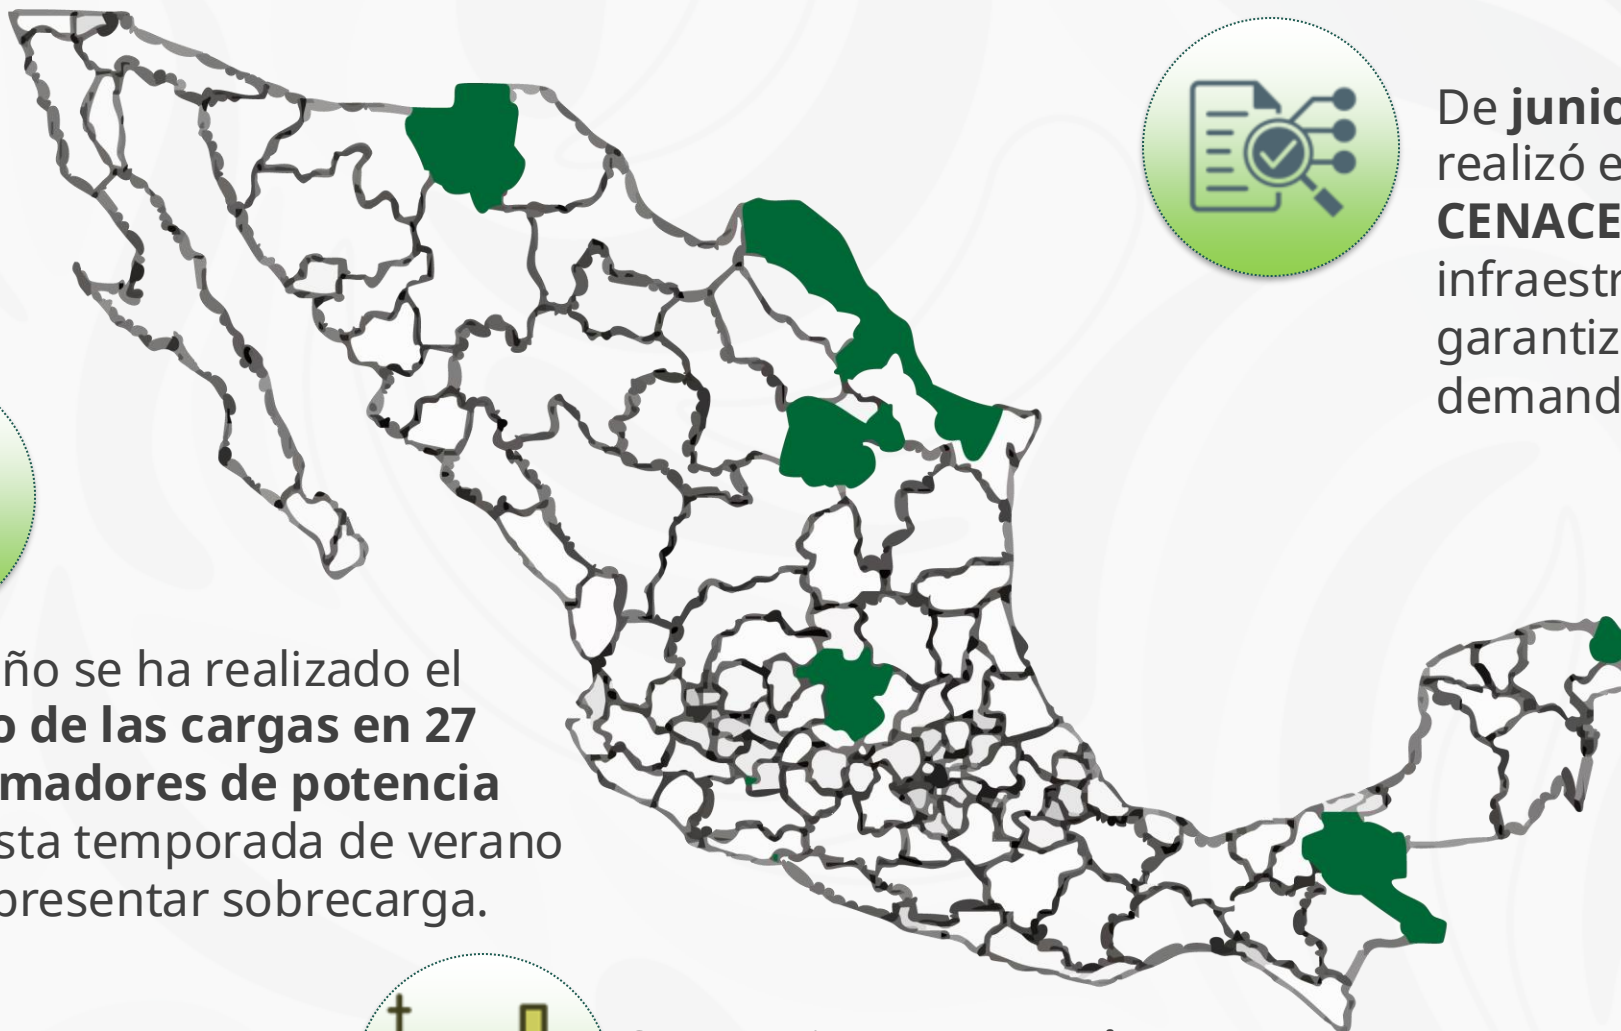 De junio
realizó e
CENACE
infraestr
garantiz
demand
ño se ha realizado el
o de las cargas en 27
madores de potencia
sta temporada de verano
presentar sobrecarga.